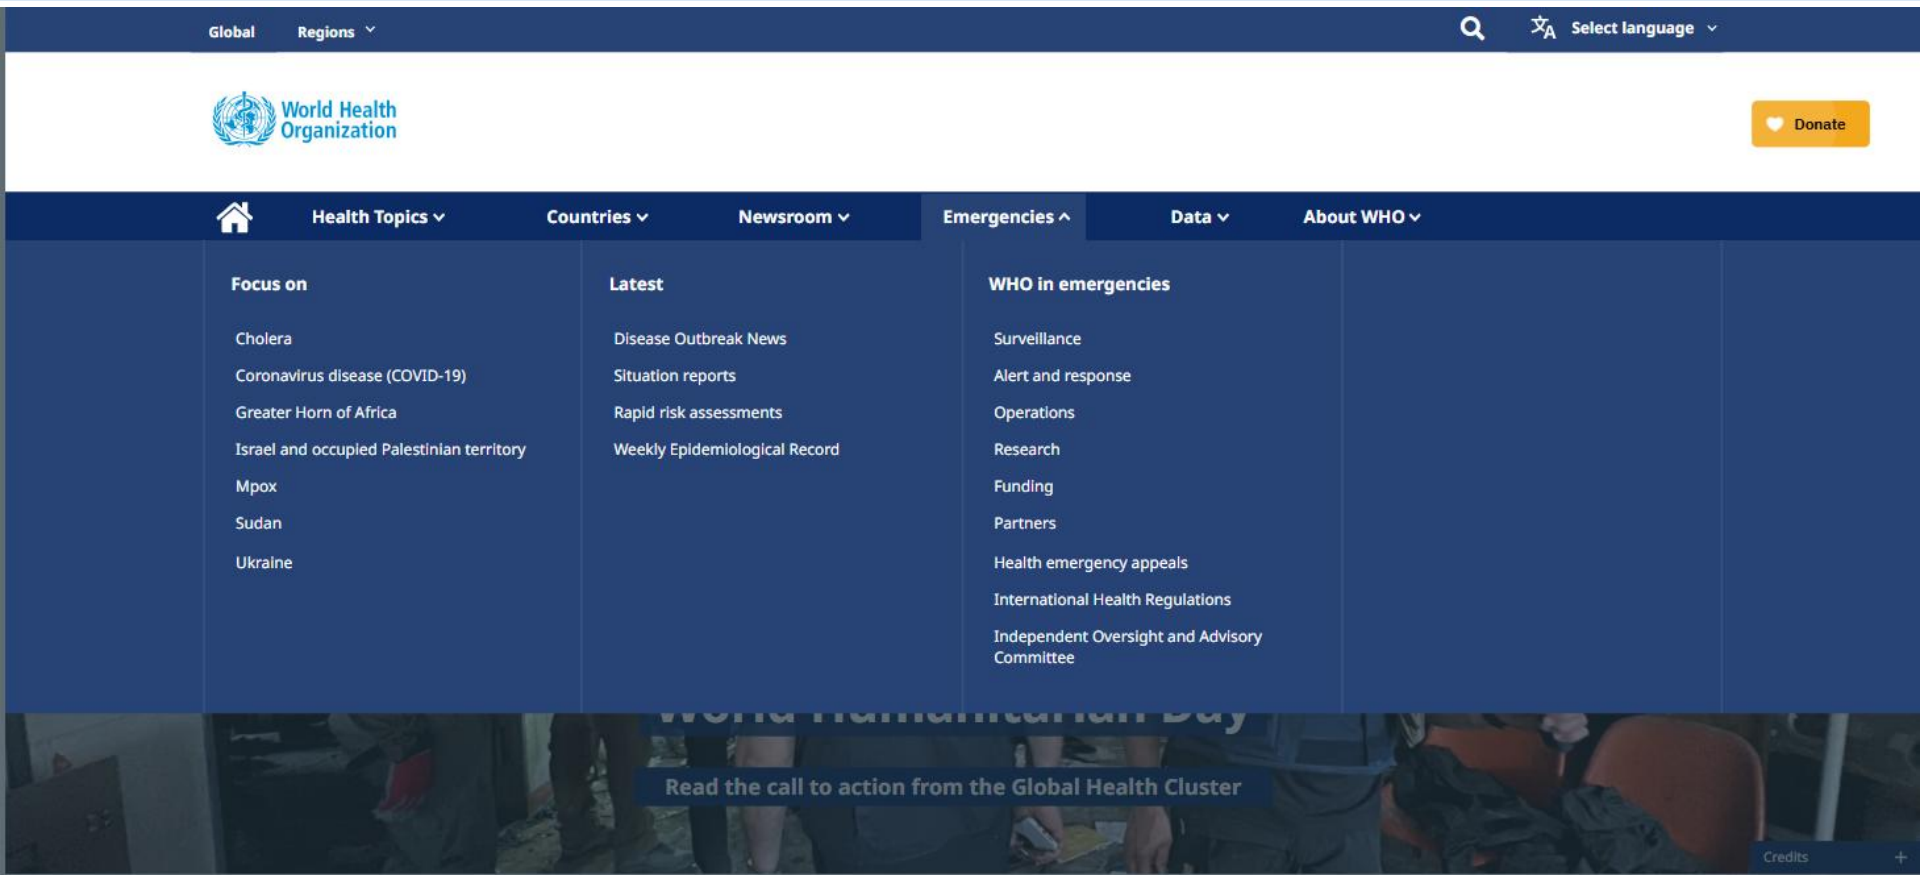 Global
Regions
Select language
World Health
Organization
Donate
Health Topics
Countries
Newsroom
Emergencies
Data
About WHO
Focus on
Cholera
Coronavirus disease (COVID-19)
Greater Horn of Africa
Israel and occupied Palestinian territory
Mpox
Sudan
Ukraine
Latest
Disease Outbreak News
Situation reports
Rapid risk assessments
Weekly Epidemiological Record
WHO in emergencies
Surveillance
Alert and response
Operations
Research
Funding
Partners
Health emergency appeals
International Health Regulations
Independent Oversight and Advisory
Committee
World Humanitarian Day
Read the call to action from the Global Health Cluster
Credits +